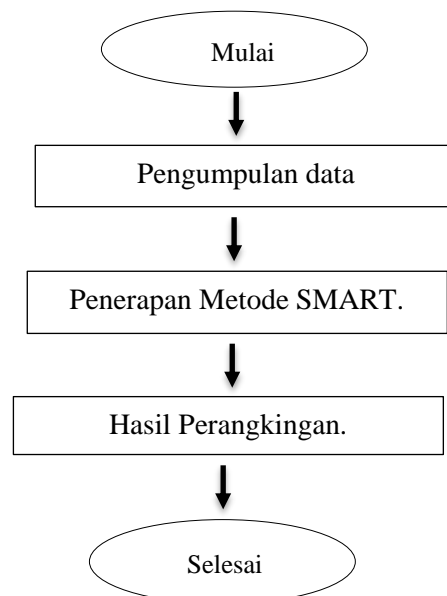 Mulai
Pengumpulan data
Penerapan Metode SMART.
Hasil Perangkingan.
Selesai